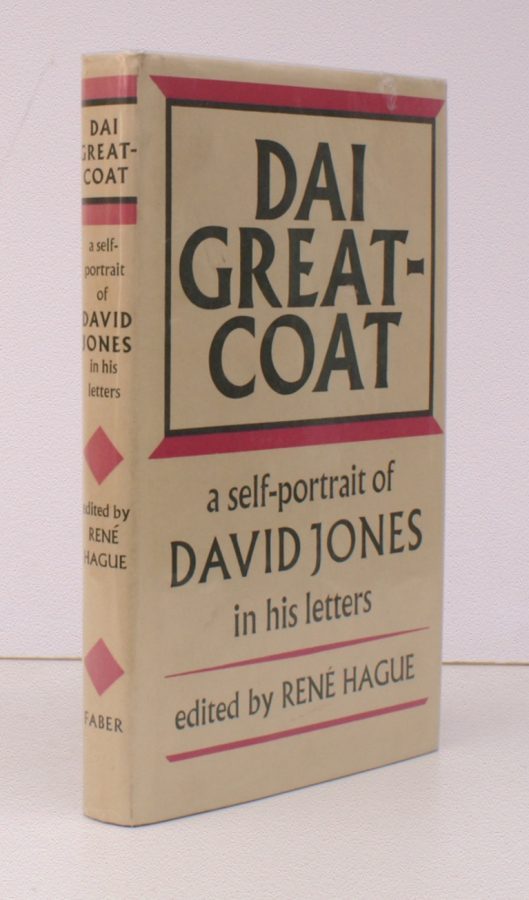 DAI
GREAT-
COAT
a self-
portrait
of
DAVID
JONES
in his
letters
edited by
RENÉ
HAGUE
FABER
DAI
GREAT-
COAT
a self-portrait of
DAVID JONES
in his letters
edited by RENÉ HAGUE